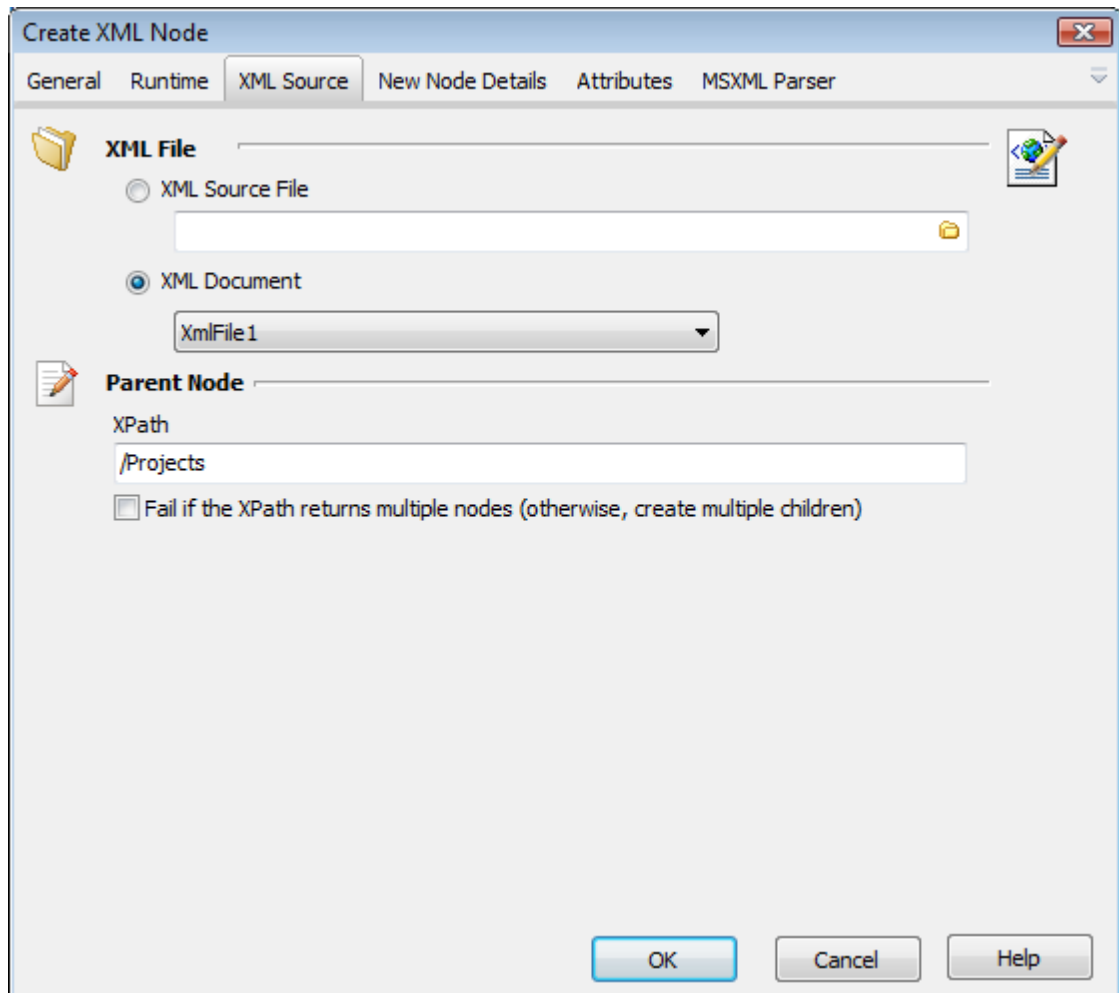 Create XML Node
General Runtime XML Source New Node Details Attributes MSXML Parser
XML File
XML Source File
XML Document
XmlFile1
Parent Node
XPath
/Projects
Fail if the XPath returns multiple nodes (otherwise, create multiple children)
OK Cancel Help